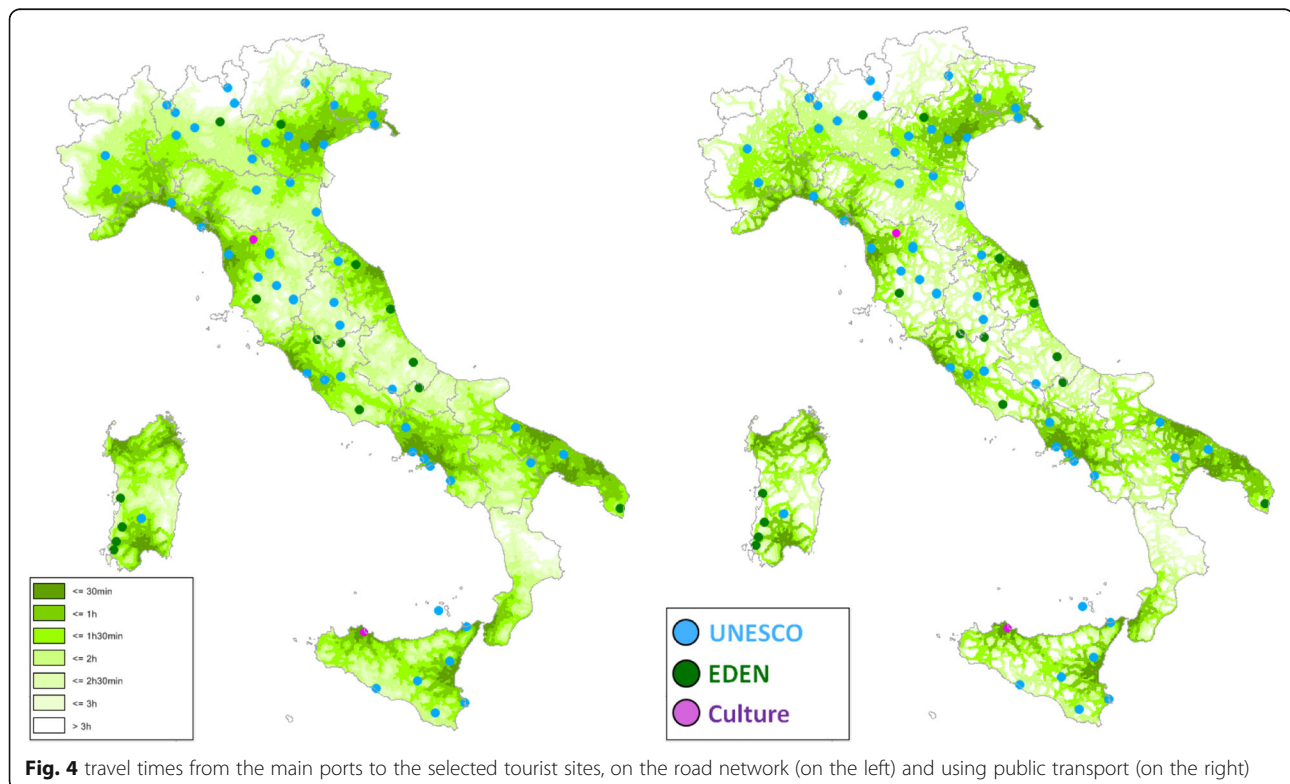 <= 30min
<= 1h
<= 1h30min
<= 2h
<= 2h30min
<= 3h
> 3h
UNESCO
EDEN
Culture
Fig. 4 travel times from the main ports to the selected tourist sites, on the road network (on the left) and using public transport (on the right)